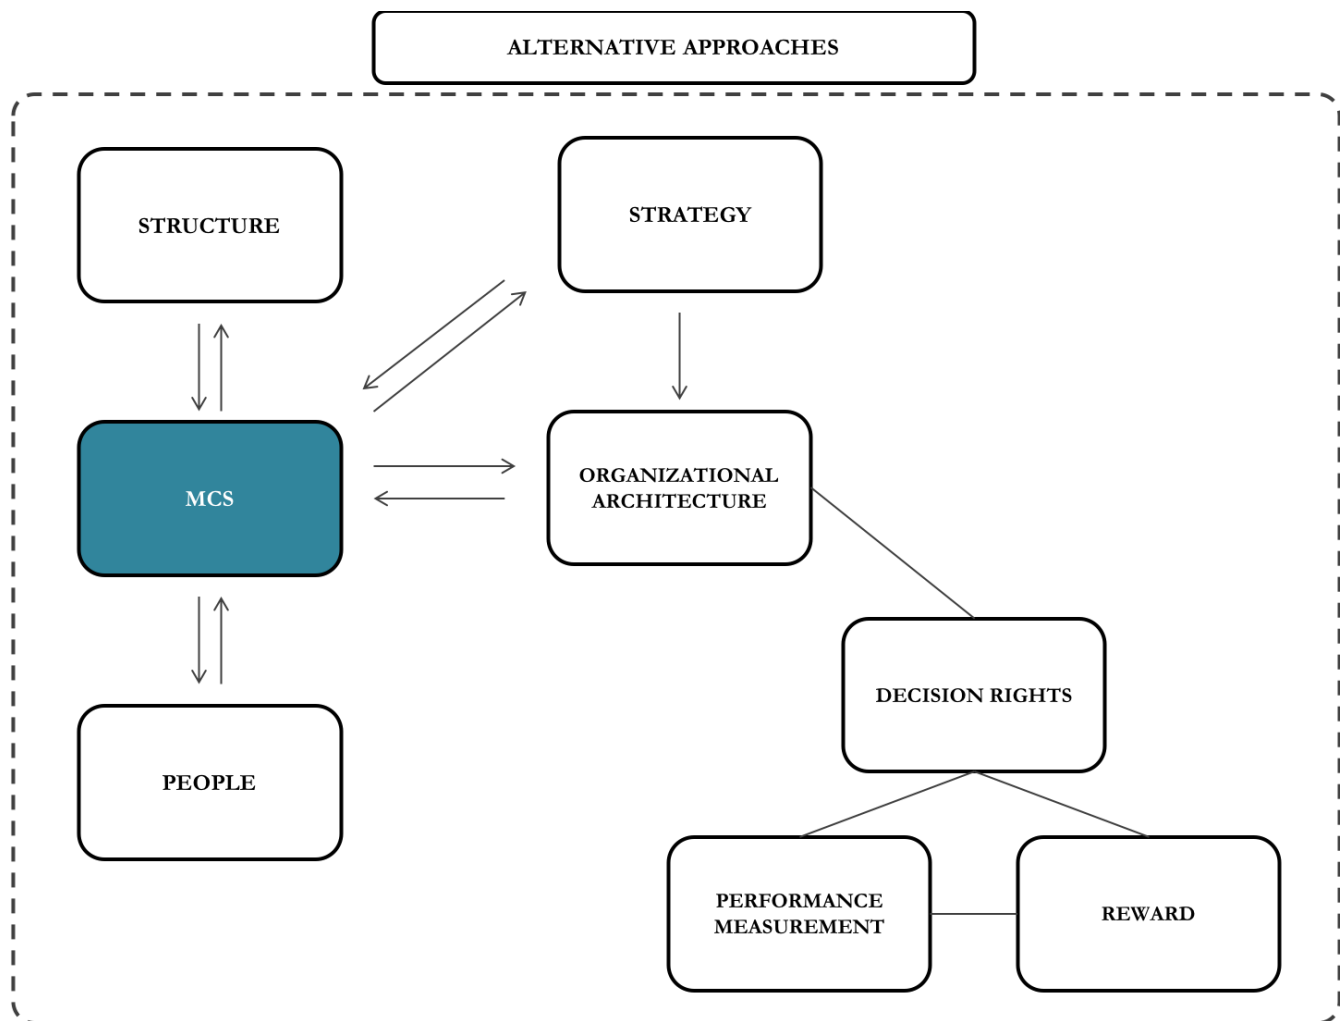 ALTERNATIVE APPROACHES
STRUCTURE
STRATEGY
MCS
ORGANIZATIONAL
ARCHITECTURE
PEOPLE
DECISION RIGHTS
PERFORMANCE
MEASUREMENT
REWARD